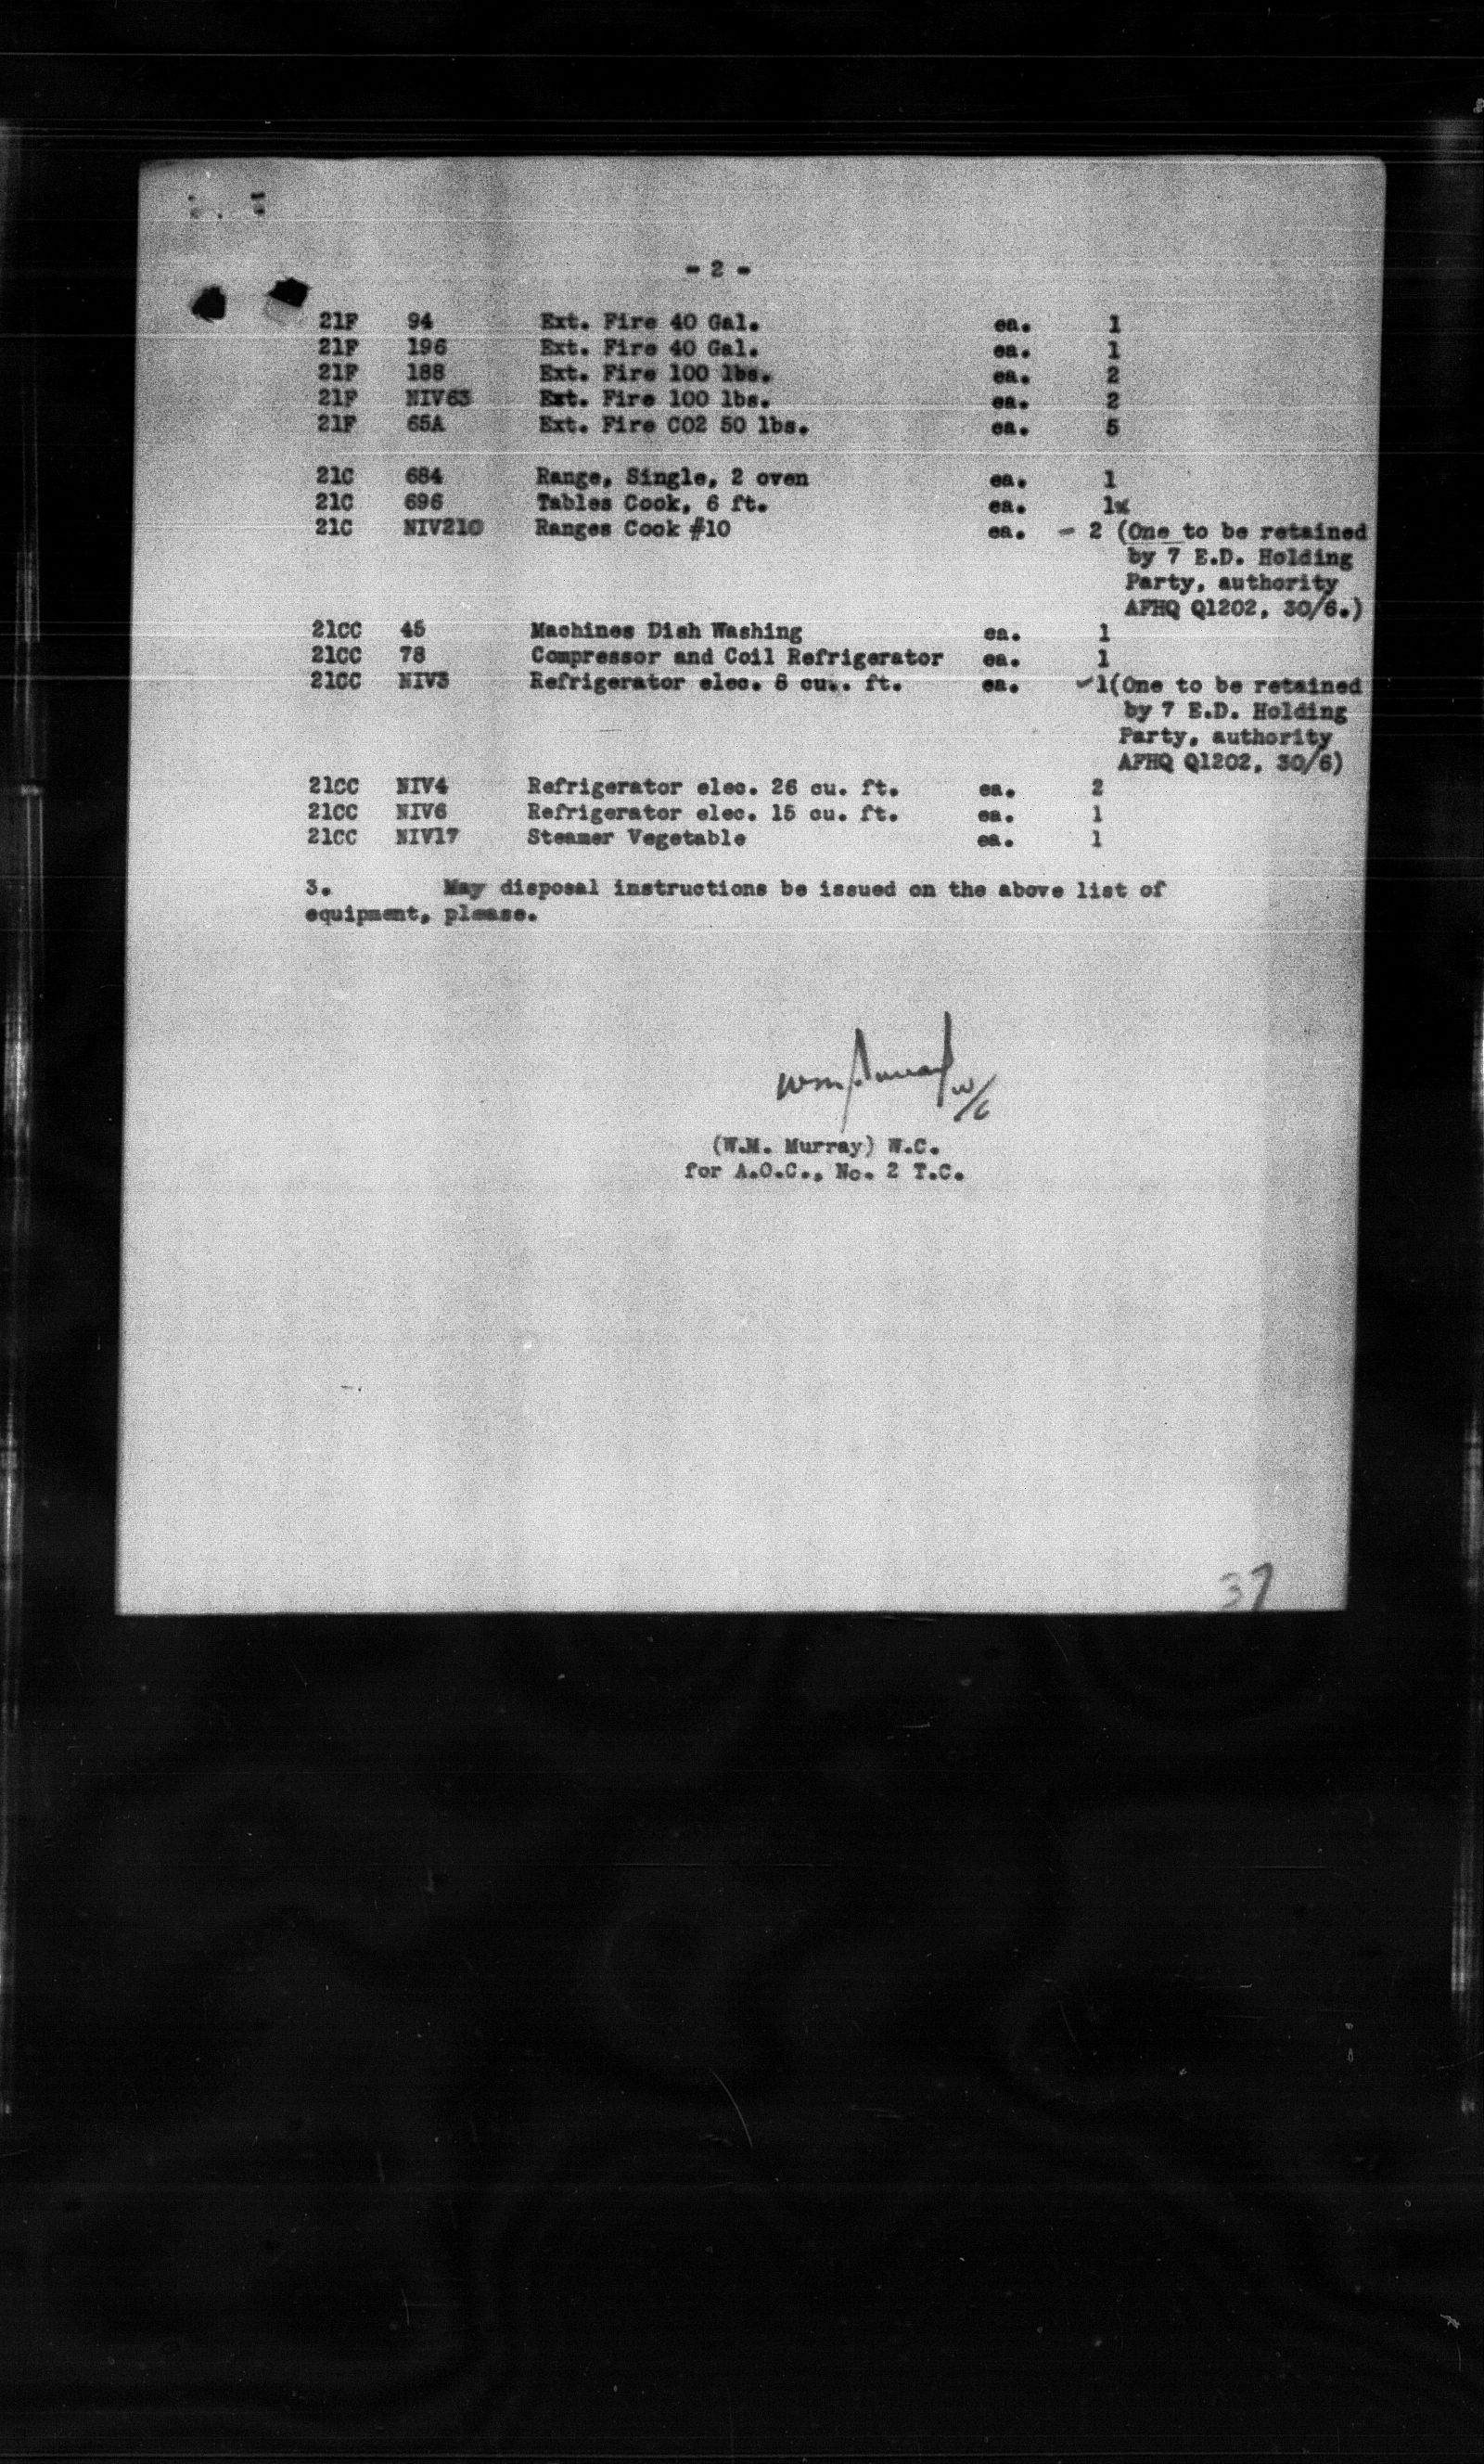 - 2 -
21F 94 Ext. Fire 40 Gal. ea. 1
21F 196 Ext. Fire 40 Gal. ea. 1
21F 188 Ext. Fire 100 lbs. ea. 2
21F NIV63 Ext. Fire 100 lbs. ea. 2
21F 65A Ext. Fire CO2 50 lbs. ea. 5
21C 684 Range, Single, 2 oven ea. 1
21C 696 Tables Cook, 6 ft. ea. 1
21C NIV210 Ranges Cook #10 ea. - 2 (One to be retained
by 7 E.D. Holding
Party, authority
AFHQ Q1202, 30/6.)
21CC 45 Machines Dish Washing ea. 1
21CC 78 Compressor and Coil Refrigerator ea. 1
21CC NIV3 Refrigerator elec. 8 cu.. ft. ea. 1(One to be retained
by 7 E.D. Holding
Party, authority
AFHQ Q1202, 30/6)
21CC NIV4 Refrigerator elec. 26 cu. ft. ea. 2
21CC NIV6 Refrigerator elec. 15 cu. ft. ea. 1
21CC NIV17 Steamer Vegetable ea. 1
3. May disposal instructions be issued on the above list of
equipment, please.
W/C
(W.M. Murray) W.C.
for A.O.C., No. 2 T.C.
37